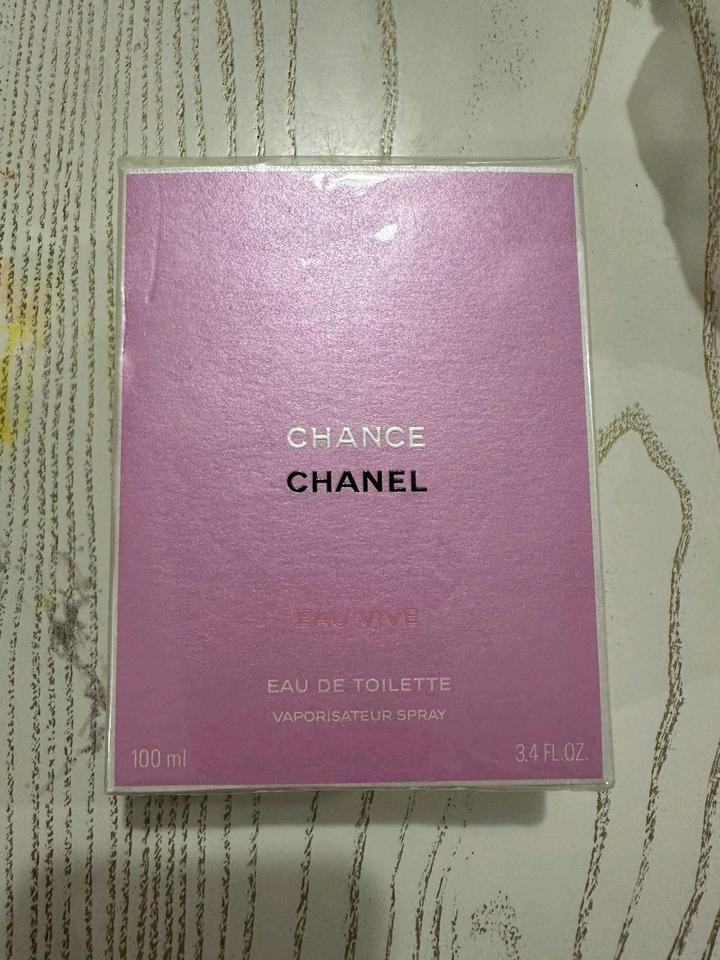 CHANCE
CHANEL
EAU VIVE
EAU DE TOILETTE
VAPORISATEUR SPRAY
100 ml
3.4 FL.OZ.